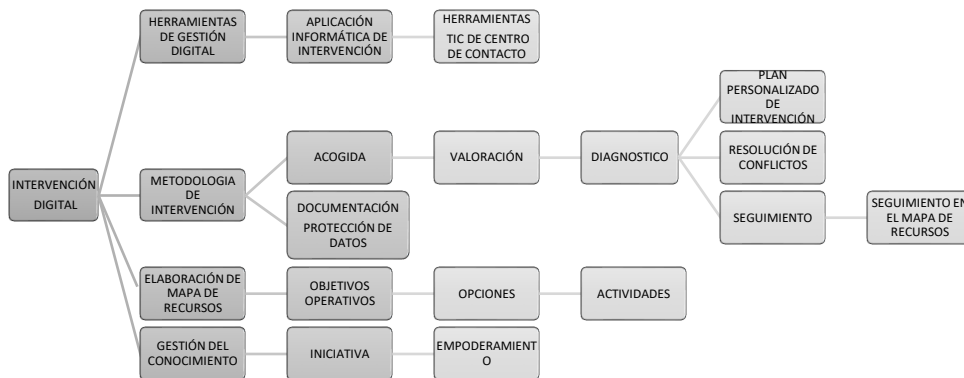 HERRAMIENTAS
DE GESTIÓN
DIGITAL
APLICACIÓN
INFORMÁTICA DE
INTERVENCIÓN
HERRAMIENTAS
TIC DE CENTRO
DE CONTACTO
INTERVENCIÓN
DIGITAL
METODOLOGIA
DE
INTERVENCIÓN
ACOGIDA
VALORACIÓN
DIAGNOSTICO
PLAN
PERSONALIZADO
DE
INTERVENCIÓN
RESOLUCIÓN DE
CONFLICTOS
SEGUIMIENTO
SEGUIMIENTO EN
EL MAPA DE
RECURSOS
DOCUMENTACIÓN
PROTECCIÓN DE
DATOS
ELABORACIÓN DE
MAPA DE
RECURSOS
OBJETIVOS
OPERATIVOS
OPCIONES
ACTIVIDADES
GESTIÓN DEL
CONOCIMIENTO
INICIATIVA
EMPODERAMIENT
O